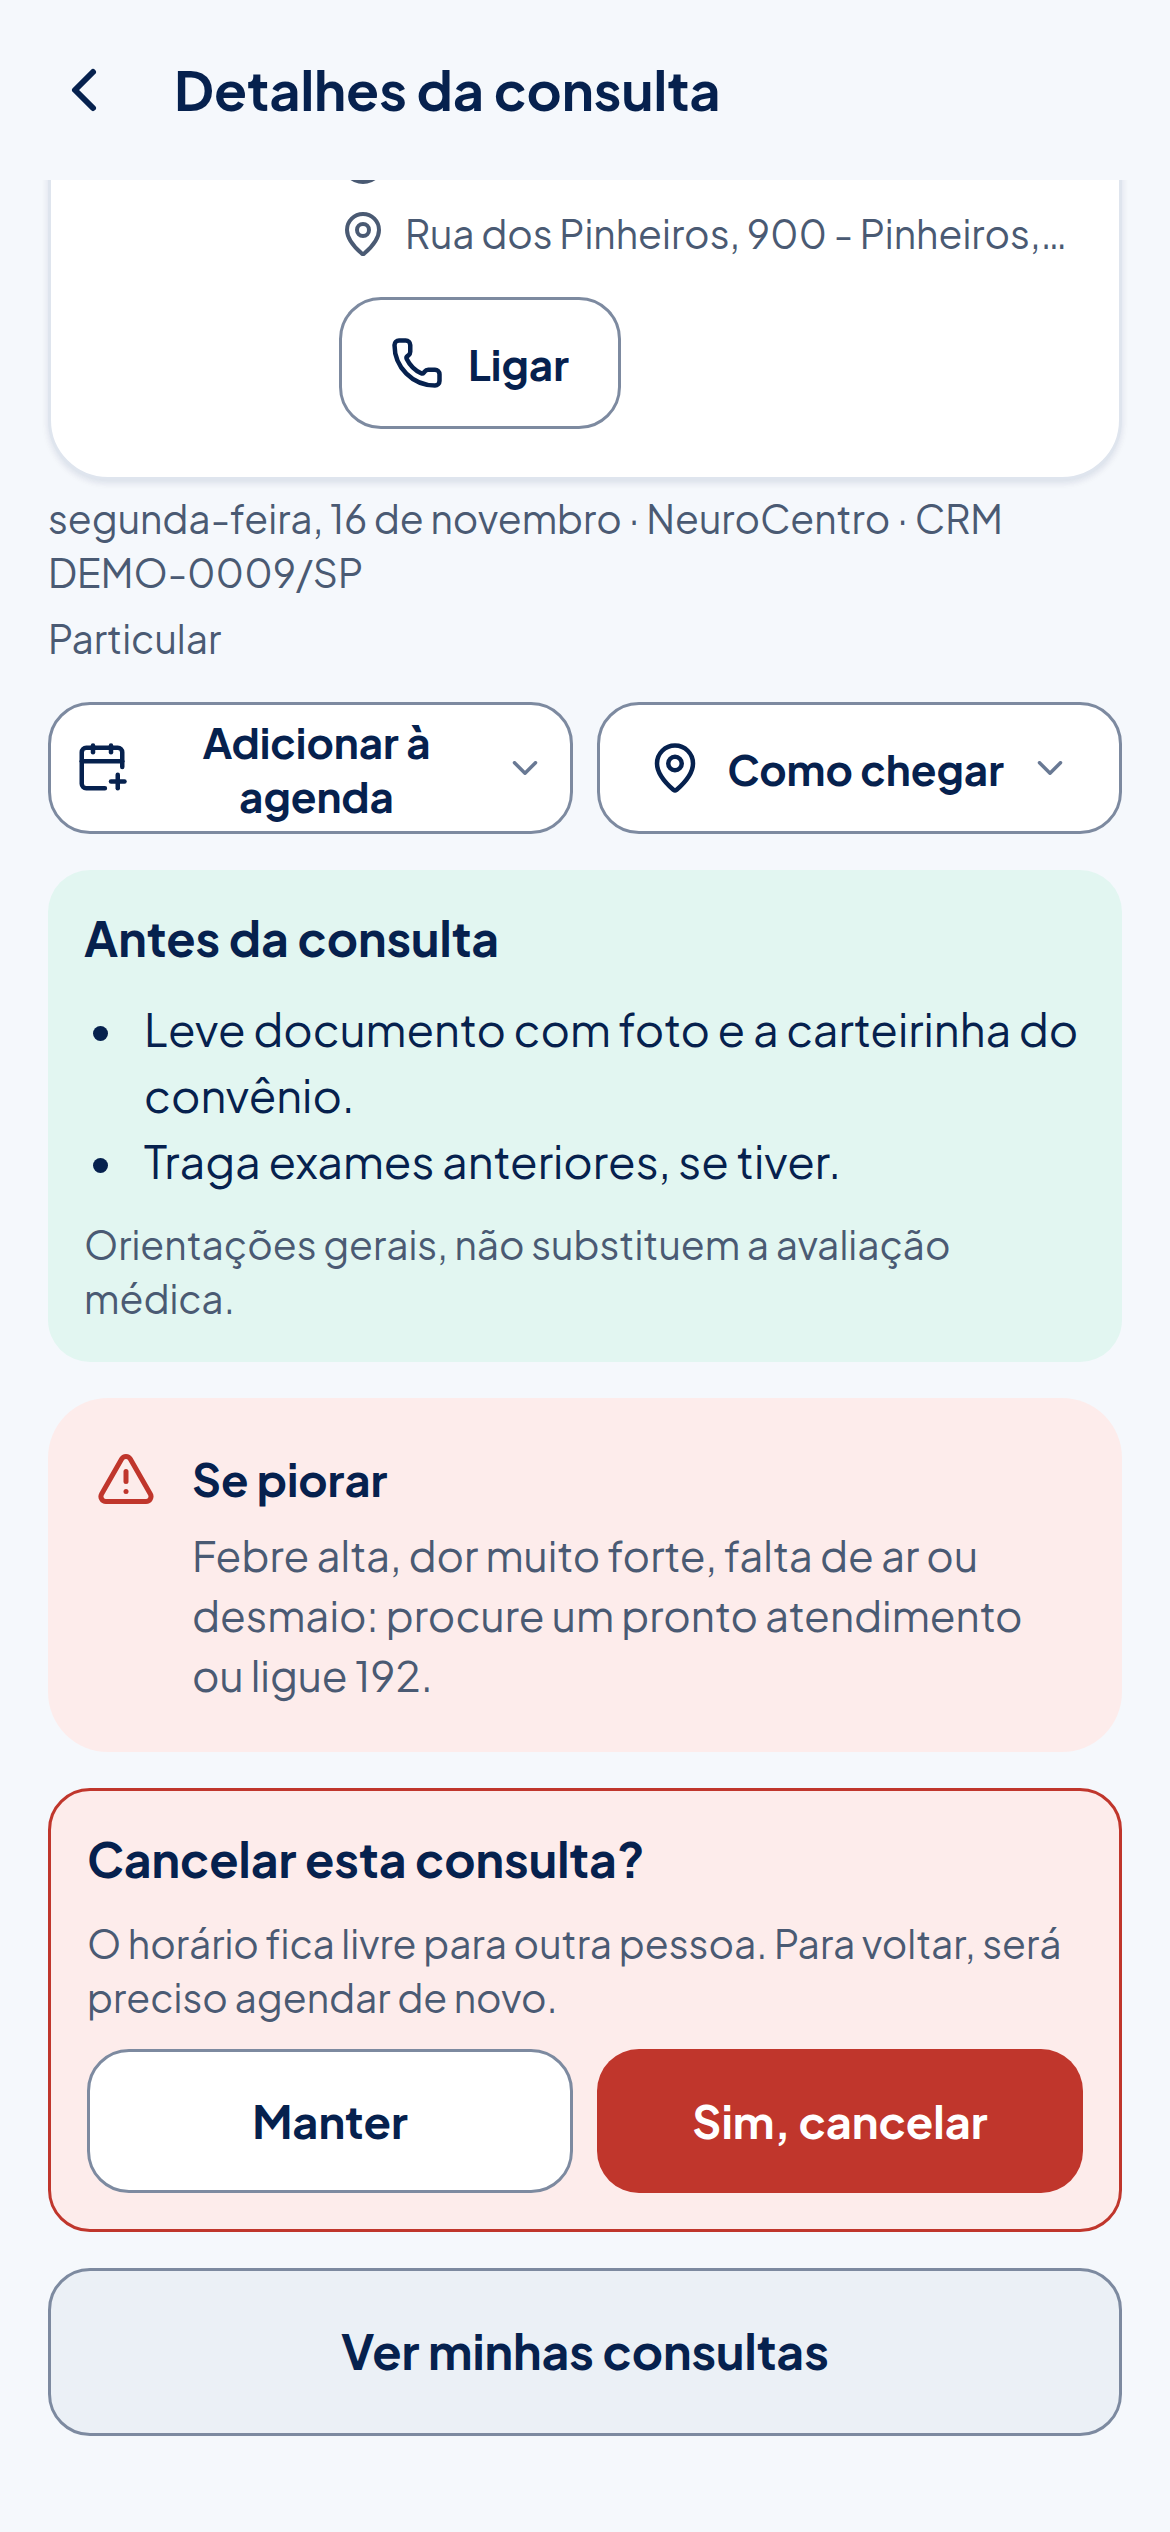 Detalhes da consulta
Rua dos Pinheiros, 900 - Pinheiros,...
Ligar
segunda-feira, 16 de novembro · NeuroCentro · CRM
DEMO-0009/SP
Particular
Adicionar à
agenda
Como chegar
Antes da consulta
• Leve documento com foto e a carteirinha do
convênio.
• Traga exames anteriores, se tiver.
Orientações gerais, não substituem a avaliação
médica.
Se piorar
Febre alta, dor muito forte, falta de ar ou
desmaio: procure um pronto atendimento
ou ligue 192.
Cancelar esta consulta?
O horário fica livre para outra pessoa. Para voltar, será
preciso agendar de novo.
Manter
Sim, cancelar
Ver minhas consultas